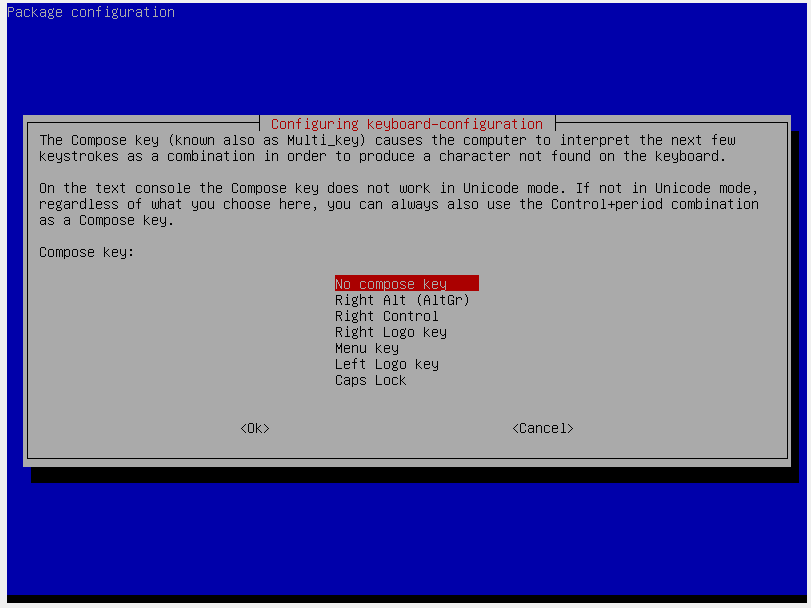 Package configuration
Configuring keyboard-configuration
The Compose key (known also as Multi_key) causes the computer to interpret the next few
keystrokes as a combination in order to produce a character not found on the keyboard.
On the text console the Compose key does not work in Unicode mode. If not in Unicode mode,
regardless of what you choose here, you can always also use the Control+period combination
as a Compose key.
Compose key:
No compose key
Right Alt (AltGr)
Right Control
Right Logo key
Menu key
Left Logo key
Caps Lock
<Ok> <Cancel>